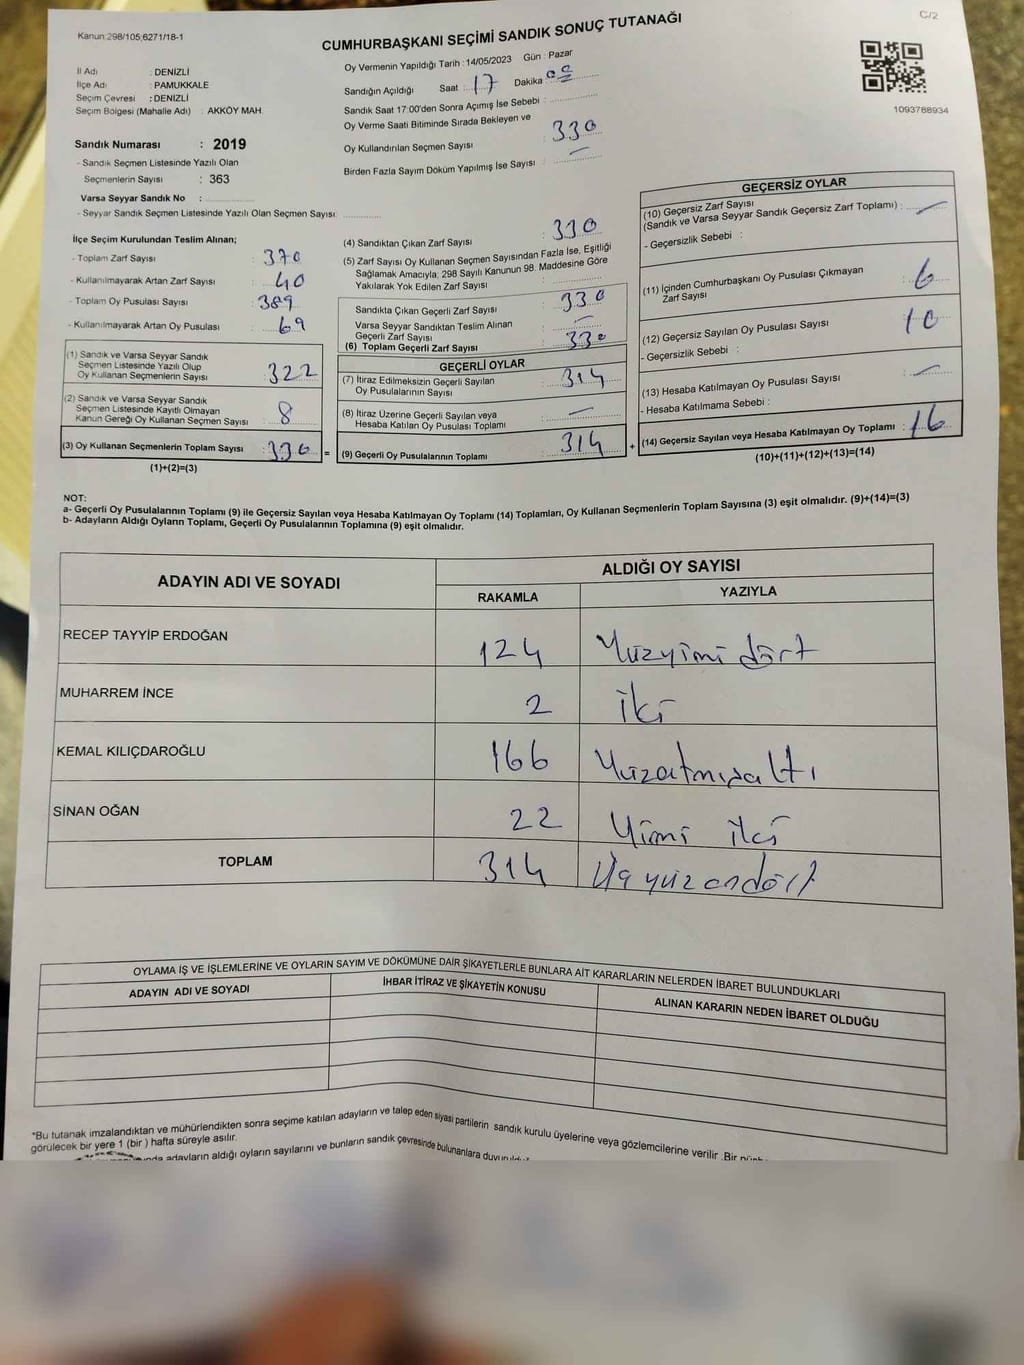 C/2
Kanun:298/105,6271/18-1
CUMHURBAŞKANI SEÇİMİ SANDIK SONUÇ TUTANAĞI
İl Adı : DENİZLİ
İlçe Adı : PAMUKKALE
Seçim Çevresi : DENİZLİ
Seçim Bölgesi (Mahalle Adı) : AKKÖY MAH.
Sandık Numarası : 2019
- Sandık Seçmen Listesinde Yazılı Olan
Seçmenlerin Sayısı : 363
Varsa Seyyar Sandık No :
- Seyyar Sandık Seçmen Listesinde Yazılı Olan Seçmen Sayısı:
Oy Vermenin Yapıldığı Tarih : 14/05/2023 Gün : Pazar
Sandığın Açıldığı Saat : 17 Dakika : 00
Sandık Saat 17:00'den Sonra Açımış İse Sebebi :
Oy Verme Saati Bitiminde Sırada Bekleyen ve
Oy Kullandırılan Seçmen Sayısı : 330
Birden Fazla Sayım Döküm Yapılmış İse Sayısı : -
1093788934
İlçe Seçim Kurulundan Teslim Alınan;
- Toplam Zarf Sayısı : 370
- Kullanılmayarak Artan Zarf Sayısı : 40
- Toplam Oy Pusulası Sayısı : 389
- Kullanılmayarak Artan Oy Pusulası : 69
(1) Sandık ve Varsa Seyyar Sandık
Seçmen Listesinde Yazılı Olup
Oy Kullanan Seçmenlerin Sayısı : 322
(2) Sandık ve Varsa Seyyar Sandık
Seçmen Listesinde Kayıtlı Olmayan
Kanun Gereği Oy Kullanan Seçmen Sayısı : 8
(3) Oy Kullanan Seçmenlerin Toplam Sayısı : 330
(1)+(2)=(3)
=
(4) Sandıktan Çıkan Zarf Sayısı : 330
(5) Zarf Sayısı Oy Kullanan Seçmen Sayısından Fazla İse, Eşitliği
Sağlamak Amacıyla, 298 Sayılı Kanunun 98. Maddesine Göre
Yakılarak Yok Edilen Zarf Sayısı :
Sandıkta Çıkan Geçerli Zarf Sayısı : 330
Varsa Seyyar Sandıktan Teslim Alınan
Geçerli Zarf Sayısı : -
(6) Toplam Geçerli Zarf Sayısı : 330
GEÇERLİ OYLAR
(7) İtiraz Edilmeksizin Geçerli Sayılan
Oy Pusulalarının Sayısı : 314
(8) İtiraz Üzerine Geçerli Sayılan veya
Hesaba Katılan Oy Pusulası Toplamı : -
(9) Geçerli Oy Pusulalarının Toplamı : 314
+
GEÇERSİZ OYLAR
(10) Geçersiz Zarf Sayısı
(Sandık ve Varsa Seyyar Sandık Geçersiz Zarf Toplamı) : -
- Geçersizlik Sebebi :
(11) İçinden Cumhurbaşkanı Oy Pusulası Çıkmayan
Zarf Sayısı : 6
(12) Geçersiz Sayılan Oy Pusulası Sayısı : 10
- Geçersizlik Sebebi :
(13) Hesaba Katılmayan Oy Pusulası Sayısı : -
- Hesaba Katılmama Sebebi :
(14) Geçersiz Sayılan veya Hesaba Katılmayan Oy Toplamı : 16
(10)+(11)+(12)+(13)=(14)
NOT:
a- Geçerli Oy Pusulalarının Toplamı (9) ile Geçersiz Sayılan veya Hesaba Katılmayan Oy Toplamı (14) Toplamları, Oy Kullanan Seçmenlerin Toplam Sayısına (3) eşit olmalıdır. (9)+(14)=(3)
b- Adayların Aldığı Oyların Toplamı, Geçerli Oy Pusulalarının Toplamına (9) eşit olmalıdır.
ADAYIN ADI VE SOYADI
ALDIĞI OY SAYISI
RAKAMLA YAZIYLA
RECEP TAYYİP ERDOĞAN 124 Yüzyimi dört
MUHARREM İNCE 2 iki
KEMAL KILIÇDAROĞLU 166 Yüzatmışaltı
SİNAN OĞAN 22 Yimi iki
TOPLAM 314 Üçyüzondört
OYLAMA İŞ VE İŞLEMLERİNE VE OYLARIN SAYIM VE DÖKÜMÜNE DAİR ŞİKAYETLERLE BUNLARA AİT KARARLARIN NELERDEN İBARET BULUNDUKLARI
ADAYIN ADI VE SOYADI İHBAR İTİRAZ VE ŞİKAYETİN KONUSU ALINAN KARARIN NEDEN İBARET OLDUĞU
*Bu tutanak imzalandıktan ve mühürlendikten sonra seçime katılan adayların ve talep eden siyasi partilerin sandık kurulu üyelerine veya gözlemcilerine verilir .Bir
görülecek bir yere 1 (bir ) hafta süreyle asılır.
adayların aldığı oyların sayılarını ve bunların sandık çevresinde bulunanlara